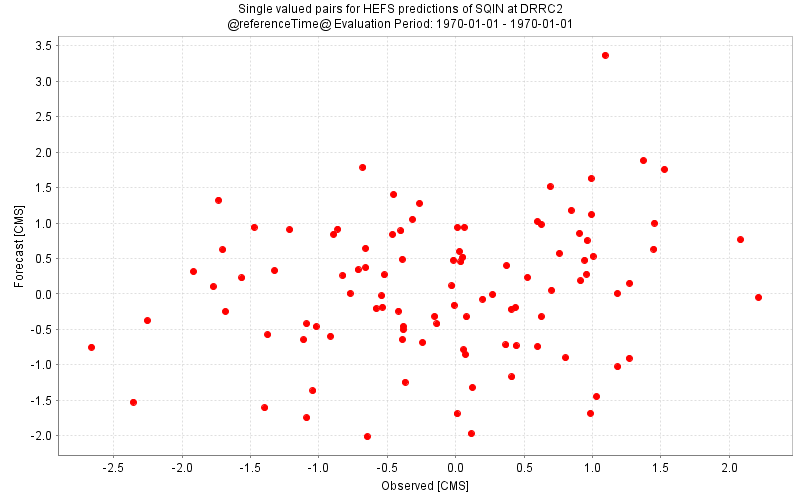 Single valued pairs for HEFS predictions of SQIN at DRRC2
@referenceTime@ Evaluation Period: 1970-01-01 - 1970-01-01
3.5
3.0
2.5
2.0
1.5
1.0
0.5
0.0
-0.5
-1.0
-1.5
-2.0
Forecast [CMS]
-2.5 -2.0 -1.5 -1.0 -0.5 0.0 0.5 1.0 1.5 2.0
Observed [CMS]